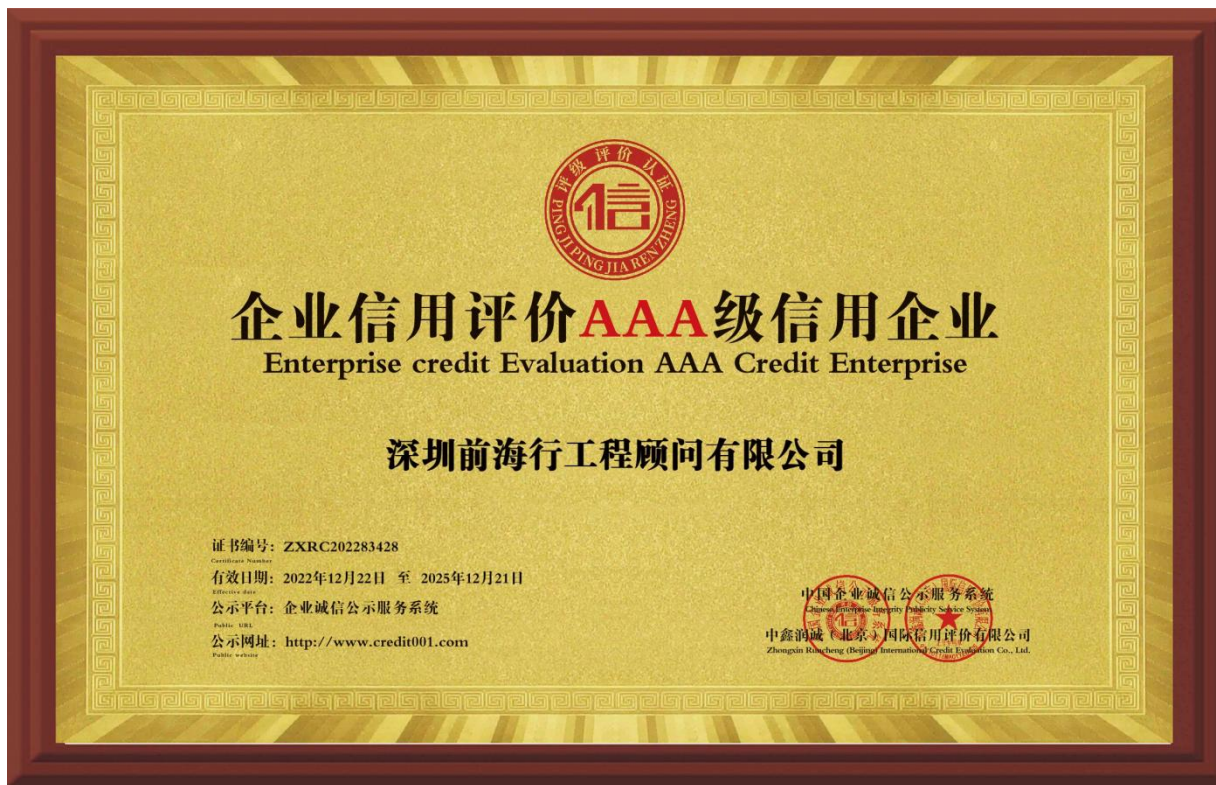 评级评价认证
信
PING JI PING JIA REN ZHENG
企业信用评价AAA级信用企业
Enterprise credit Evaluation AAA Credit Enterprise
深圳前海行工程顾问有限公司
证书编号：ZXRC202283428
Certificate Number
有效日期：2022年12月22日 至 2025年12月21日
Effective date
公示平台：企业诚信公示服务系统
Public URL
公示网址：http://www.credit001.com
Public website
中国企业诚信公示服务系统
Chinese Enterprise Integrity Publicity Service System
中鑫润诚（北京）国际信用评价有限公司
Zhongxin Runcheng (Beijing) International Credit Evaluation Co., Ltd.